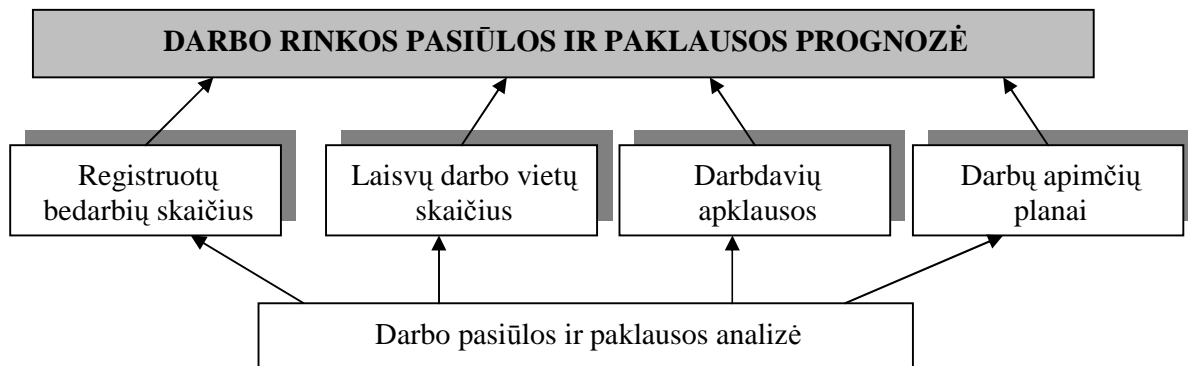 DARBO RINKOS PASIŪLOS IR PAKLAUSOS PROGNOZĖ
Registruotų
bedarbių skaičius
Laisvų darbo vietų
skaičius
Darbdavių
apklausos
Darbų apimčių
planai
Darbo pasiūlos ir paklausos analizė